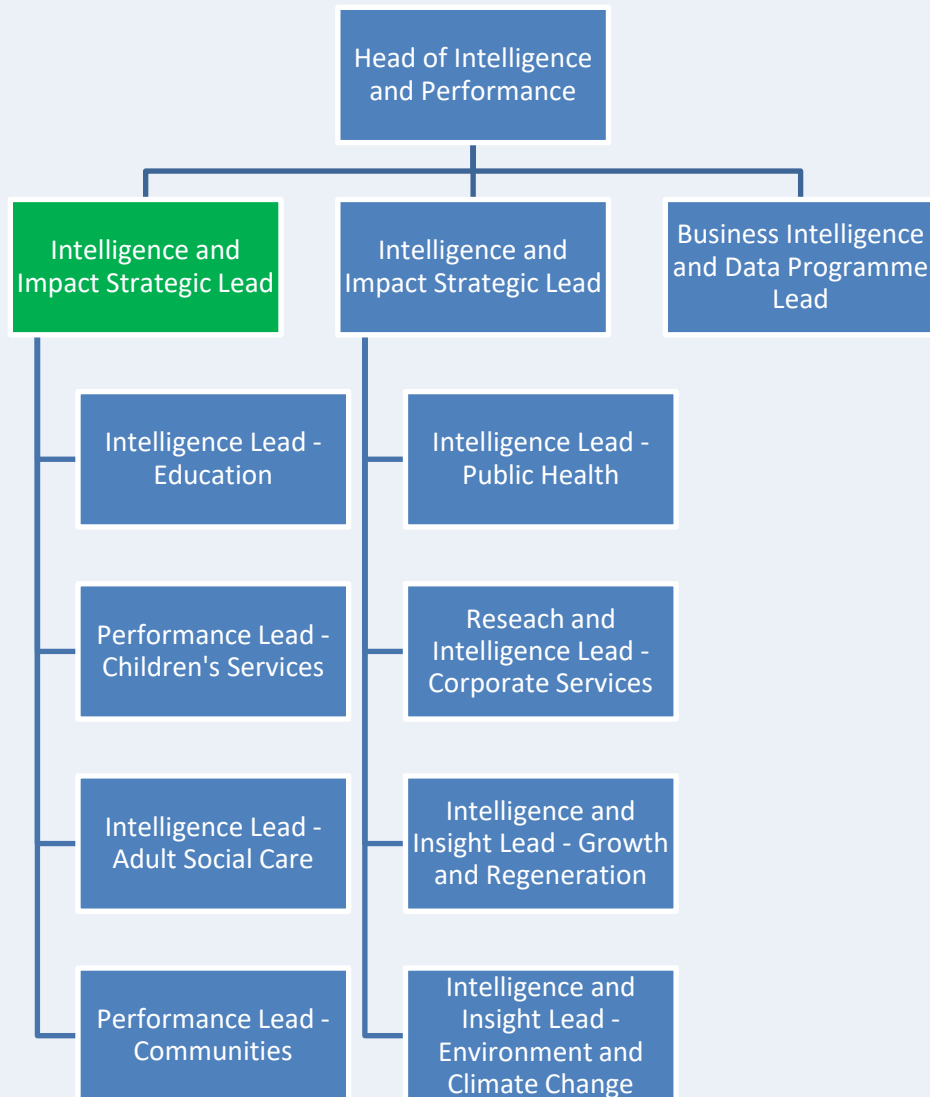 Head of Intelligence
and Performance
Intelligence and
Impact Strategic Lead
Intelligence and
Impact Strategic Lead
Business Intelligence
and Data Programme
Lead
Intelligence Lead -
Education
Performance Lead -
Children's Services
Intelligence Lead -
Adult Social Care
Performance Lead -
Communities
Intelligence Lead -
Public Health
Reseach and
Intelligence Lead -
Corporate Services
Intelligence and
Insight Lead - Growth
and Regeneration
Intelligence and
Insight Lead -
Environment and
Climate Change